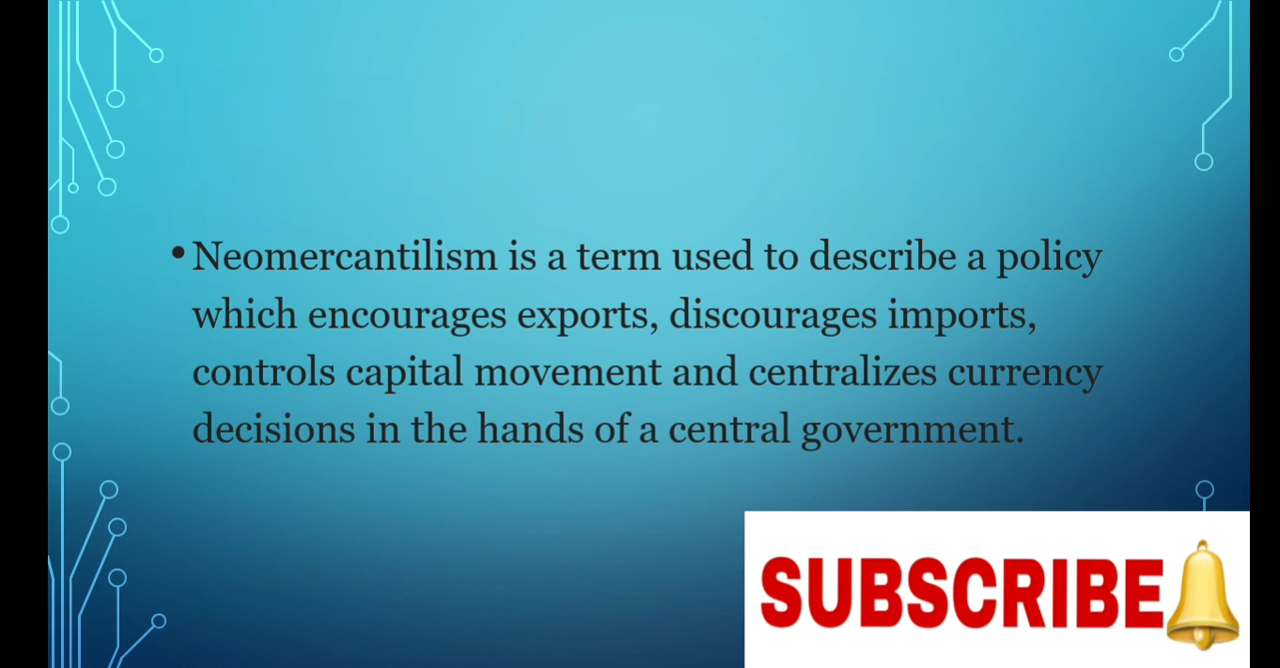 • Neomercantilism is a term used to describe a policy
which encourages exports, discourages imports,
controls capital movement and centralizes currency
decisions in the hands of a central government.
SUBSCRIBE